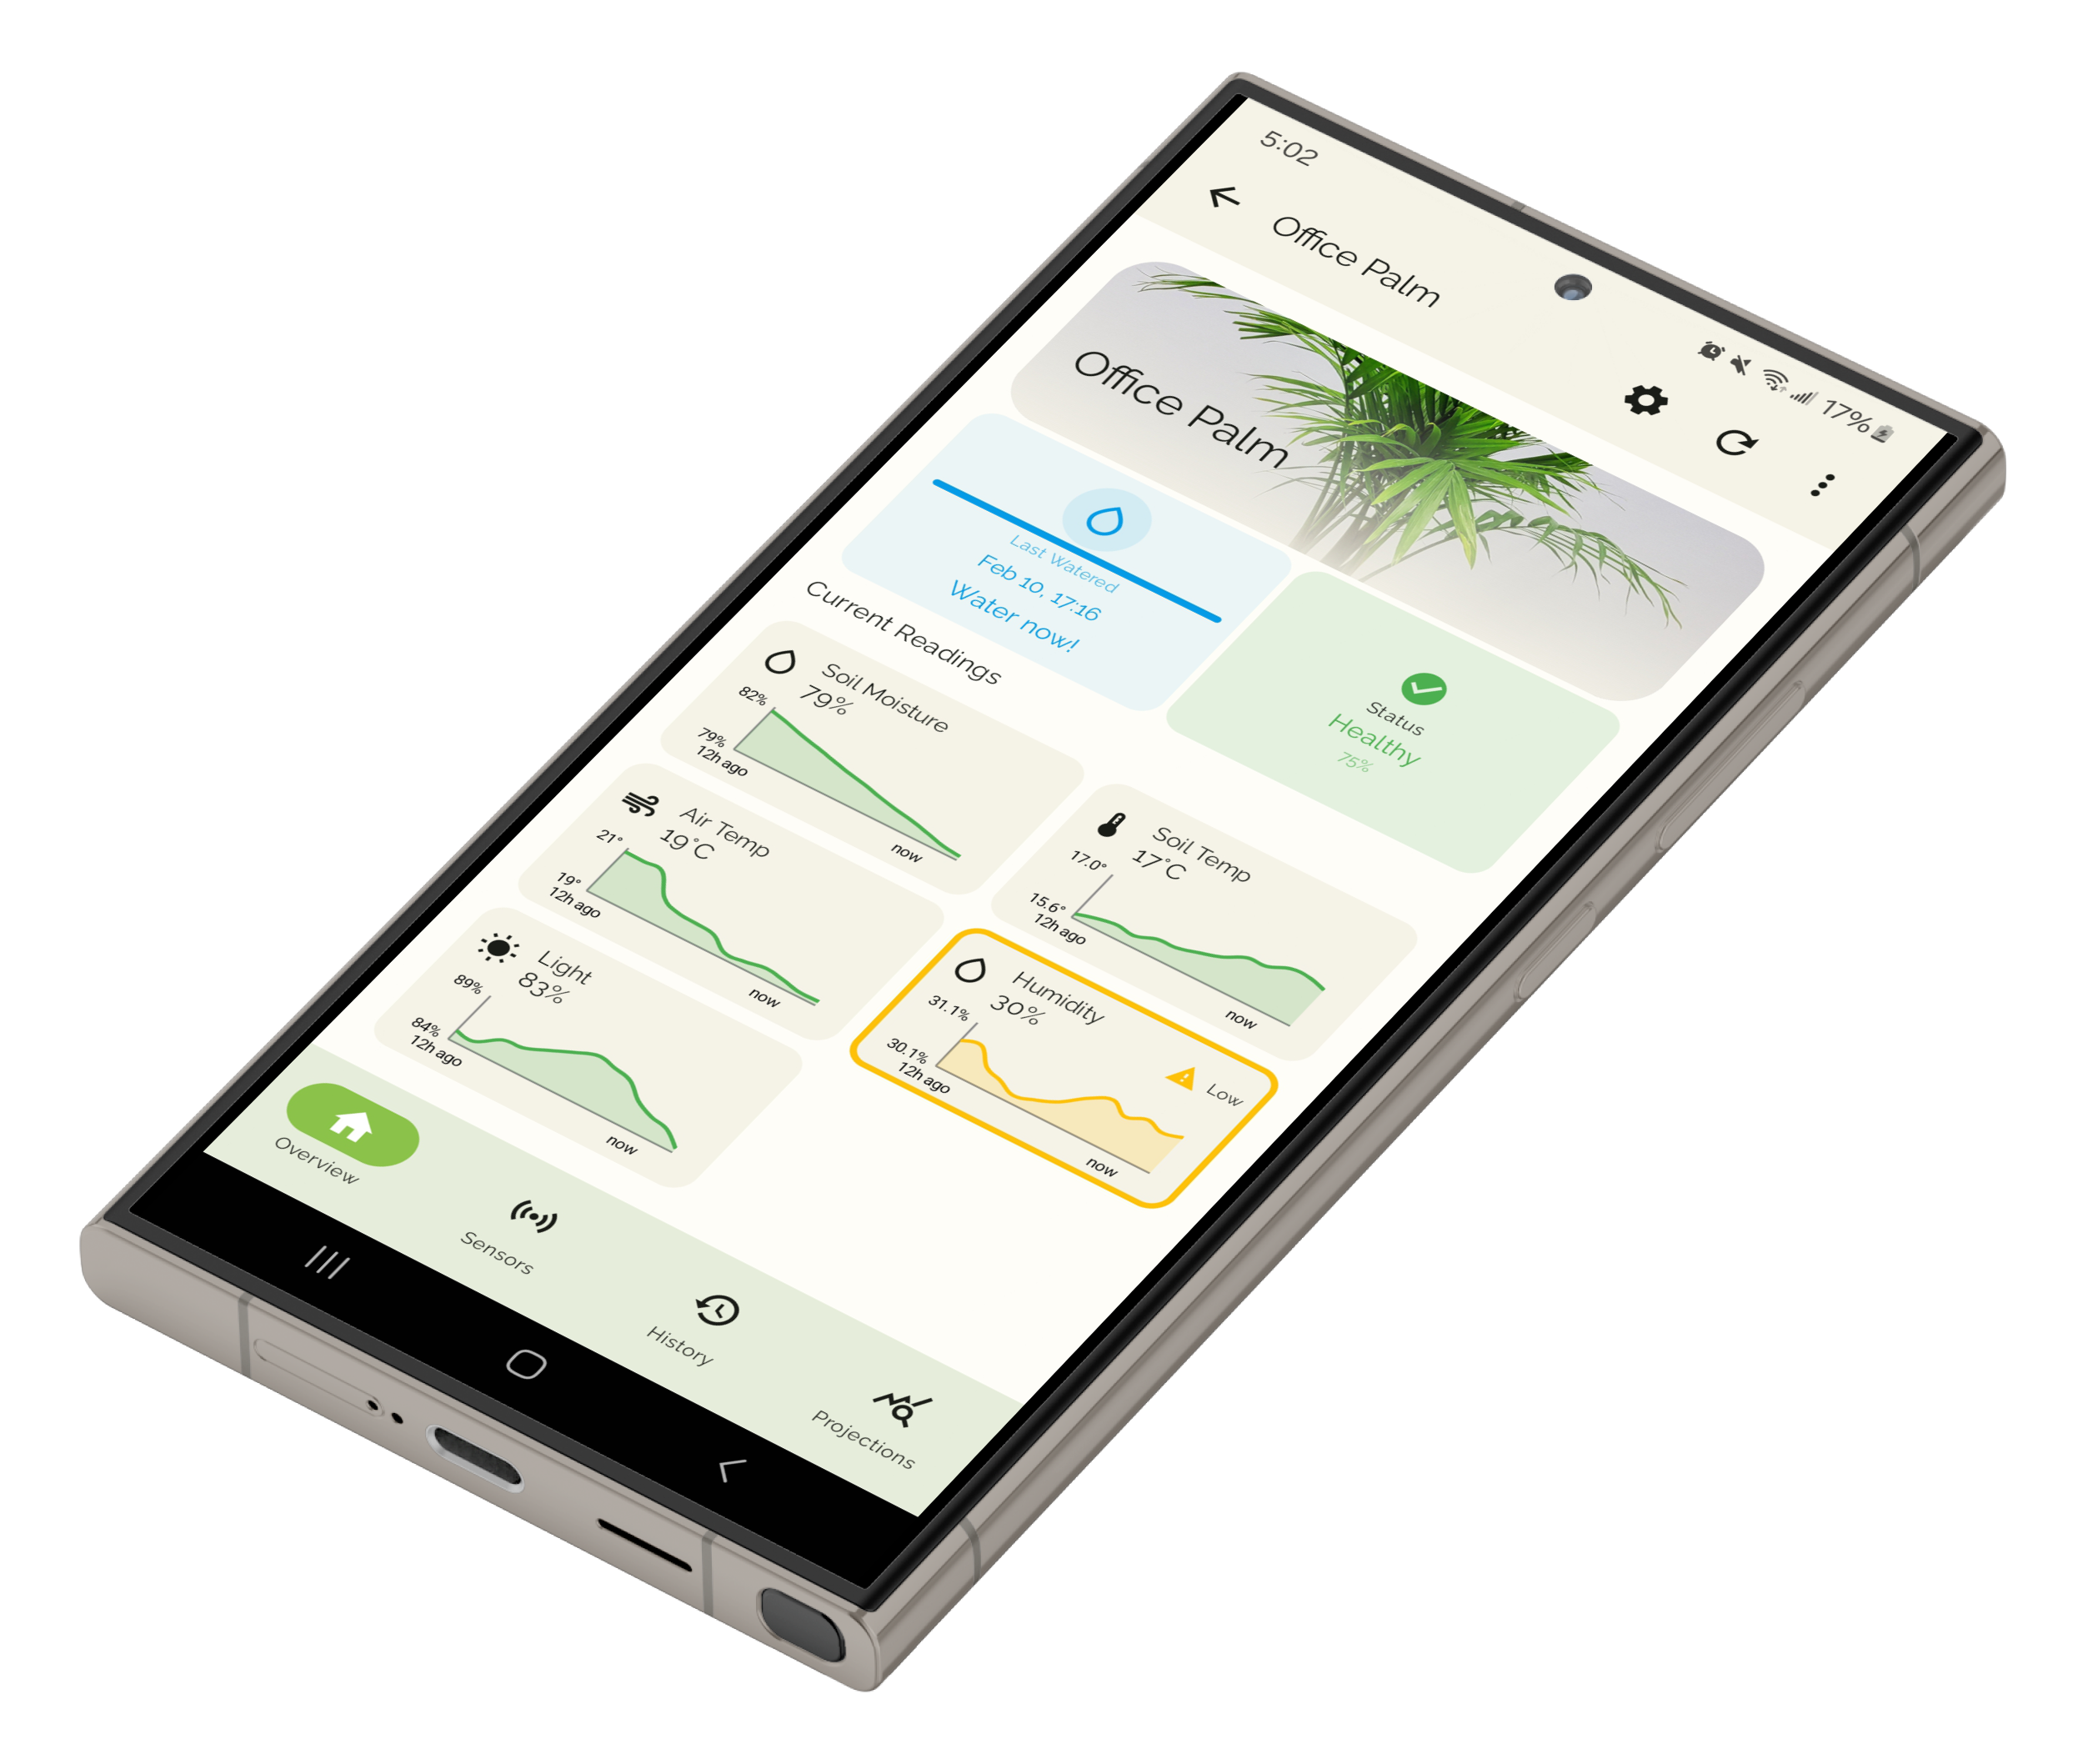 5:02
17%
Office Palm
Office Palm
Last Watered
Feb 10, 17:16
Water now!
Status
Healthy
75%
Current Readings
Soil Moisture
79%
82%
79%
12h ago
now
Soil Temp
17°C
17.0°
15.6°
12h ago
now
Air Temp
19°C
21°
19°
12h ago
now
Humidity
30%
31.1%
30.1%
12h ago
now
Low
Light
83%
89%
84%
12h ago
now
Overview
Sensors
History
Projections